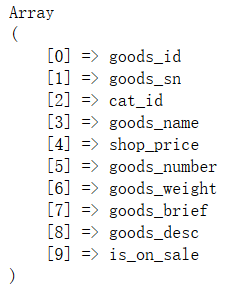 Array
(
    [0] => goods_id
    [1] => goods_sn
    [2] => cat_id
    [3] => goods_name
    [4] => shop_price
    [5] => goods_number
    [6] => goods_weight
    [7] => goods_brief
    [8] => goods_desc
    [9] => is_on_sale
)